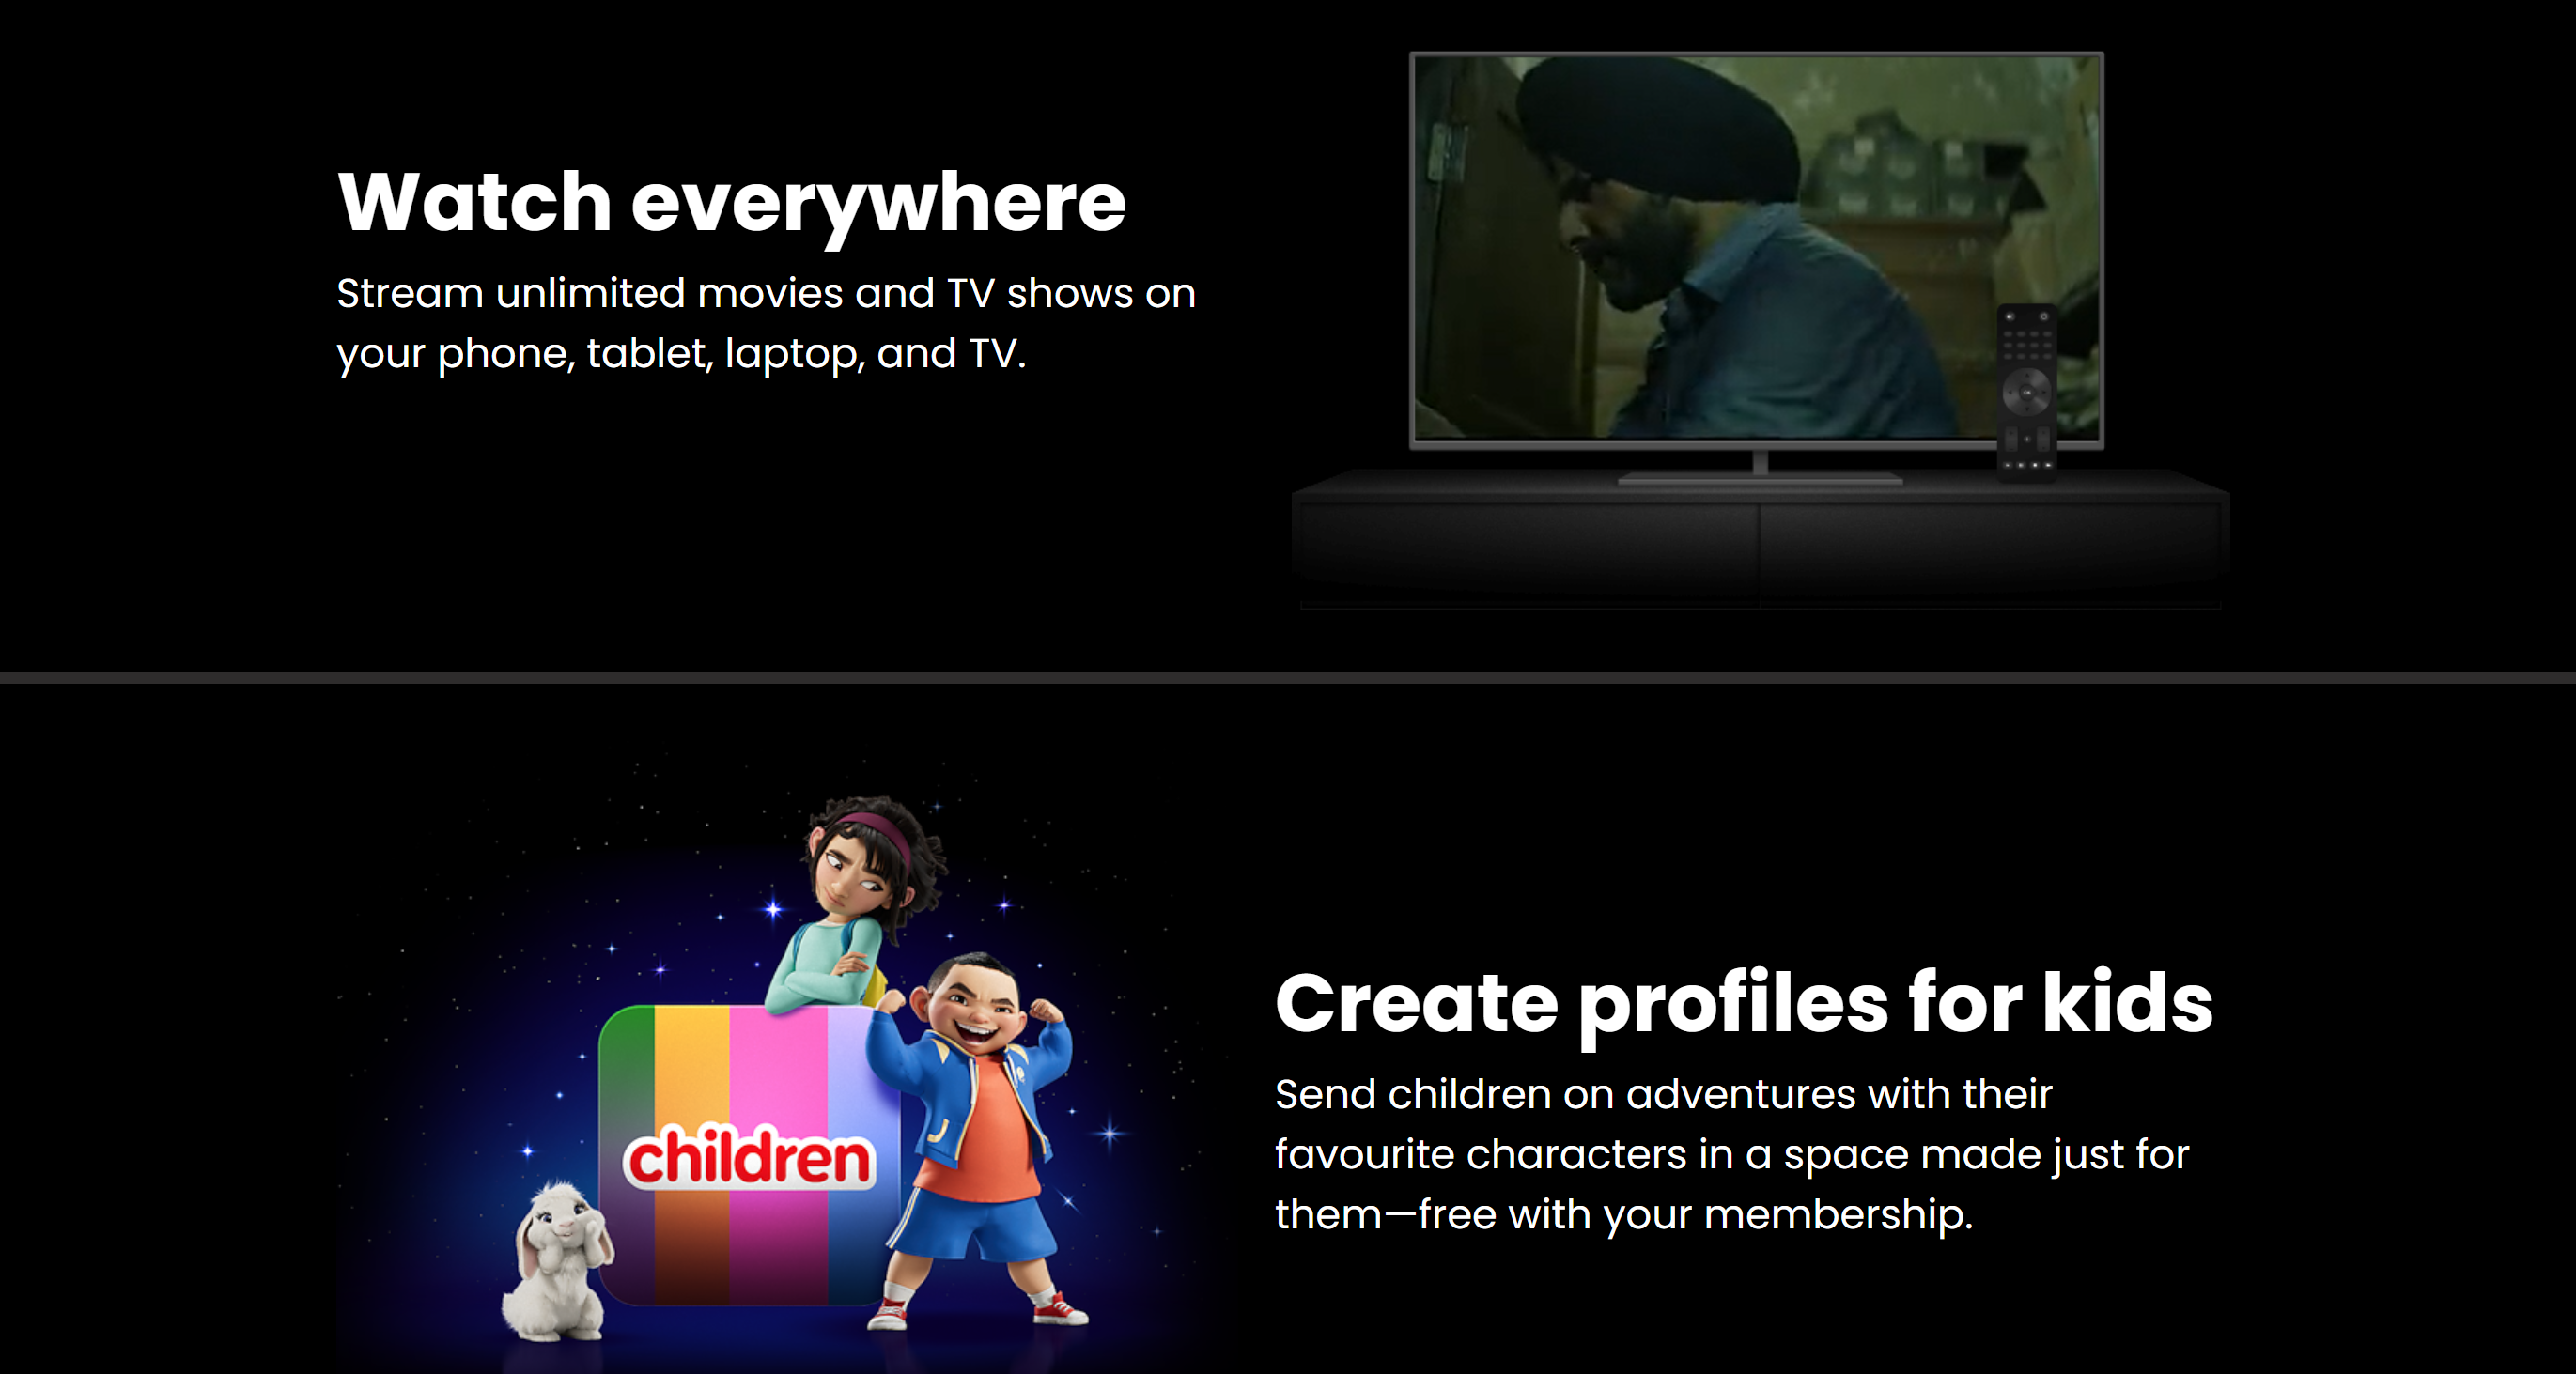 Watch everywhere
Stream unlimited movies and TV shows on
your phone, tablet, laptop, and TV.
children
Create profiles for kids
Send children on adventures with their
favourite characters in a space made just for
them—free with your membership.